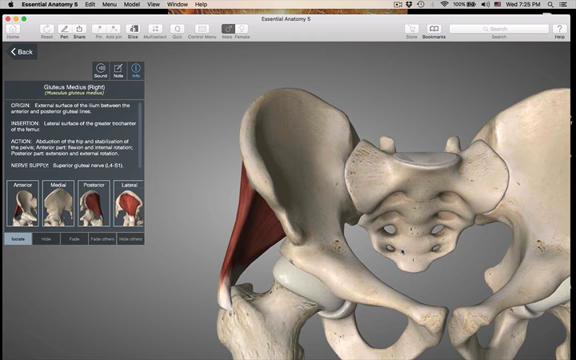 Essential Anatomy 5 Edit Menu Models View Window Help 100% Wed 7:25 PM
Essential Anatomy 5
Home Reset Undo Redo Pen Share Pin Add pin Slice Multiselect Quiz Control Menu Male Female Store Bookmarks Search Help
Back
Sound Note Info
Gluteus Medius (Right)
(Musculus gluteus medius)
ORIGIN: External surface of the ilium between the
anterior and posterior gluteal lines.
INSERTION: Lateral surface of the greater trochanter
of the femur.
ACTION: Abduction of the hip and stabilization of
the pelvis; Anterior part: flexion and internal rotation;
Posterior part: extension and external rotation.
NERVE SUPPLY: Superior gluteal nerve (L4-S1).
Anterior Medial Posterior Lateral
Isolate Hide Fade Fade others Hide others